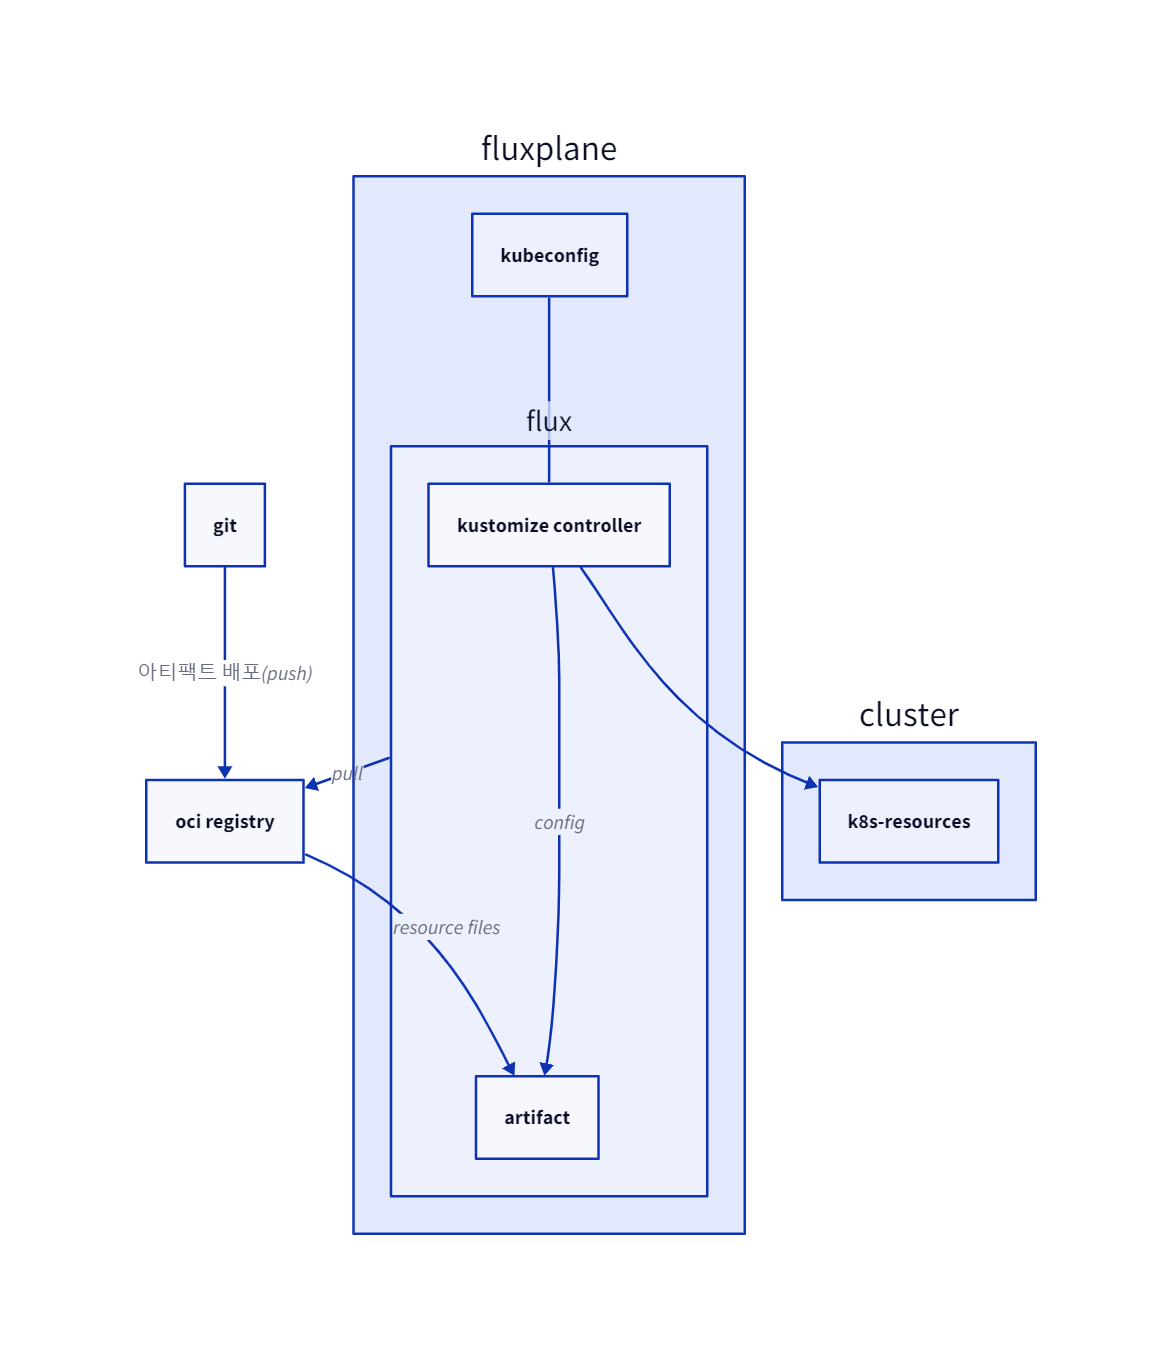 fluxplane
kubeconfig
flux
git
kustomize controller
아티팩트 배포(push)
cluster
pull
oci registry
config
k8s-resources
resource files
artifact